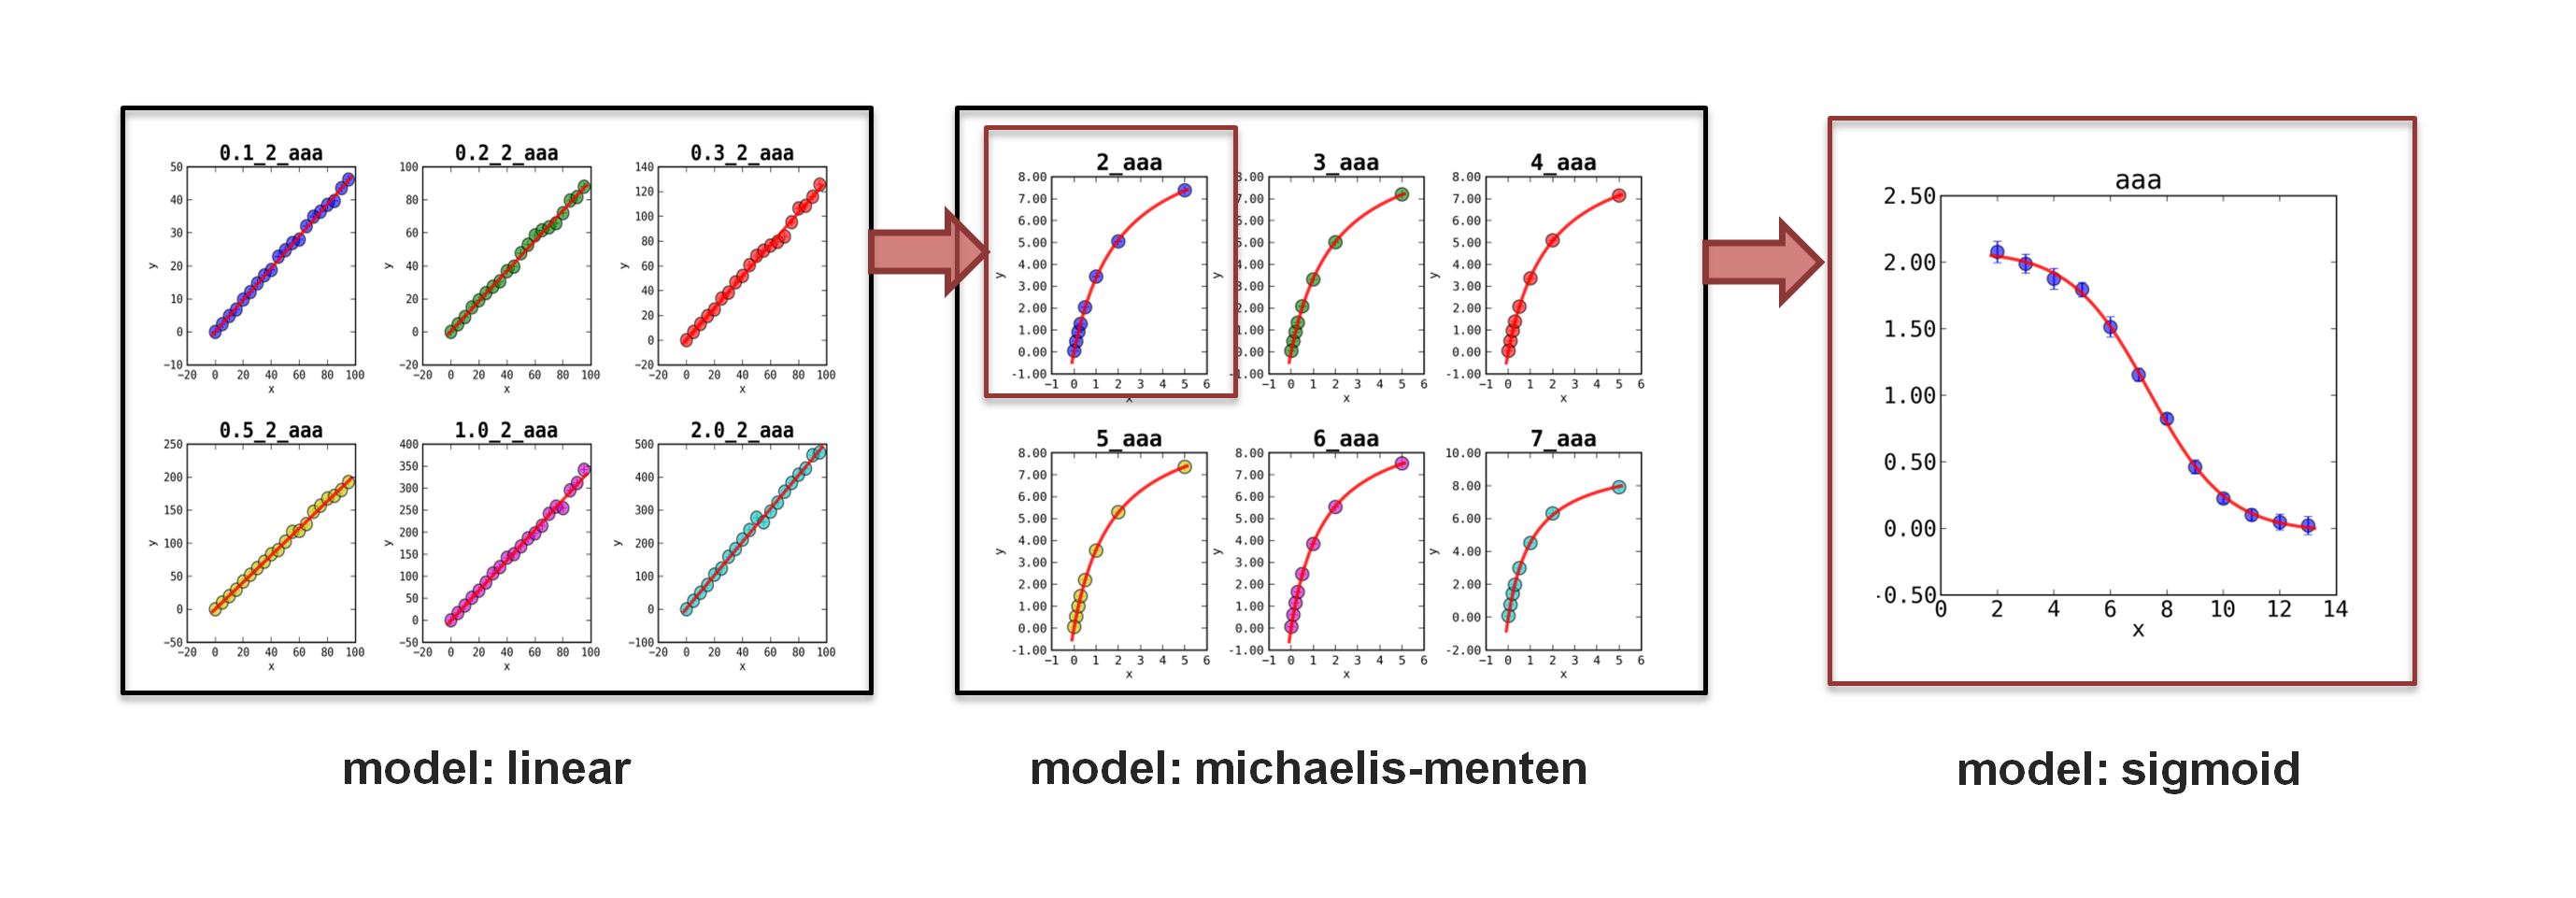 0.1_2_aaa
50
40
30
20
10
0
−10
−20 0 20 40 60 80 100
y
x
0.2_2_aaa
100
80
60
40
20
0
−20
−20 0 20 40 60 80 100
y
x
0.3_2_aaa
140
120
100
80
60
40
20
0
−20
−20 0 20 40 60 80 100
y
x
0.5_2_aaa
250
200
150
100
50
0
−50
−20 0 20 40 60 80 100
y
x
1.0_2_aaa
400
350
300
250
200
150
100
50
0
−50
−20 0 20 40 60 80 100
y
x
2.0_2_aaa
500
400
300
200
100
0
−100
−20 0 20 40 60 80 100
y
x
model: linear
2_aaa
8.00
7.00
6.00
5.00
4.00
3.00
2.00
1.00
0.00
-1.00
−1 0 1 2 3 4 5 6
y
x
3_aaa
8.00
7.00
6.00
5.00
4.00
3.00
2.00
1.00
0.00
-1.00
−1 0 1 2 3 4 5 6
y
x
4_aaa
8.00
7.00
6.00
5.00
4.00
3.00
2.00
1.00
0.00
-1.00
−1 0 1 2 3 4 5 6
y
x
5_aaa
8.00
7.00
6.00
5.00
4.00
3.00
2.00
1.00
0.00
-1.00
−1 0 1 2 3 4 5 6
y
x
6_aaa
8.00
7.00
6.00
5.00
4.00
3.00
2.00
1.00
0.00
-1.00
−1 0 1 2 3 4 5 6
y
x
7_aaa
10.00
8.00
6.00
4.00
2.00
0.00
-2.00
−1 0 1 2 3 4 5 6
y
x
model: michaelis-menten
aaa
2.50
2.00
1.50
1.00
0.50
0.00
-0.50
0 2 4 6 8 10 12 14
x
model: sigmoid